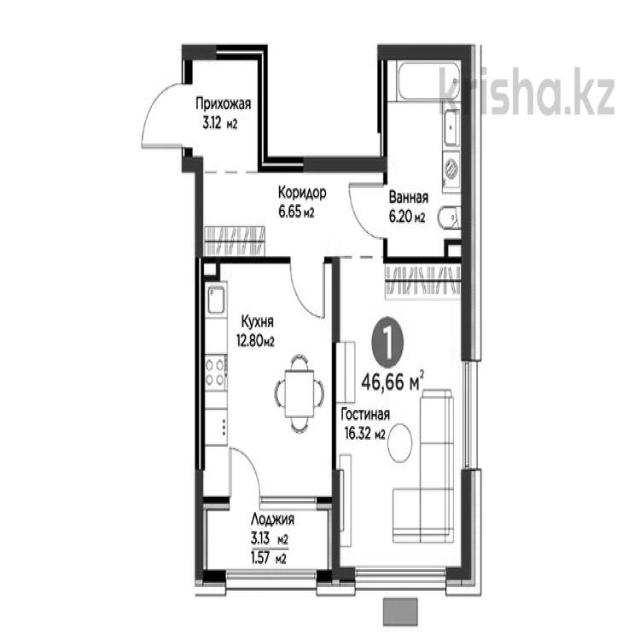 krisha.kz
Прихожая
3.12 м2
Коридор
6.65 м2
Ванная
6.20 м2
Кухня
12.80 м2
1
46,66 м²
Гостиная
16.32 м2
Лоджия
3.13 м2
1.57 м2